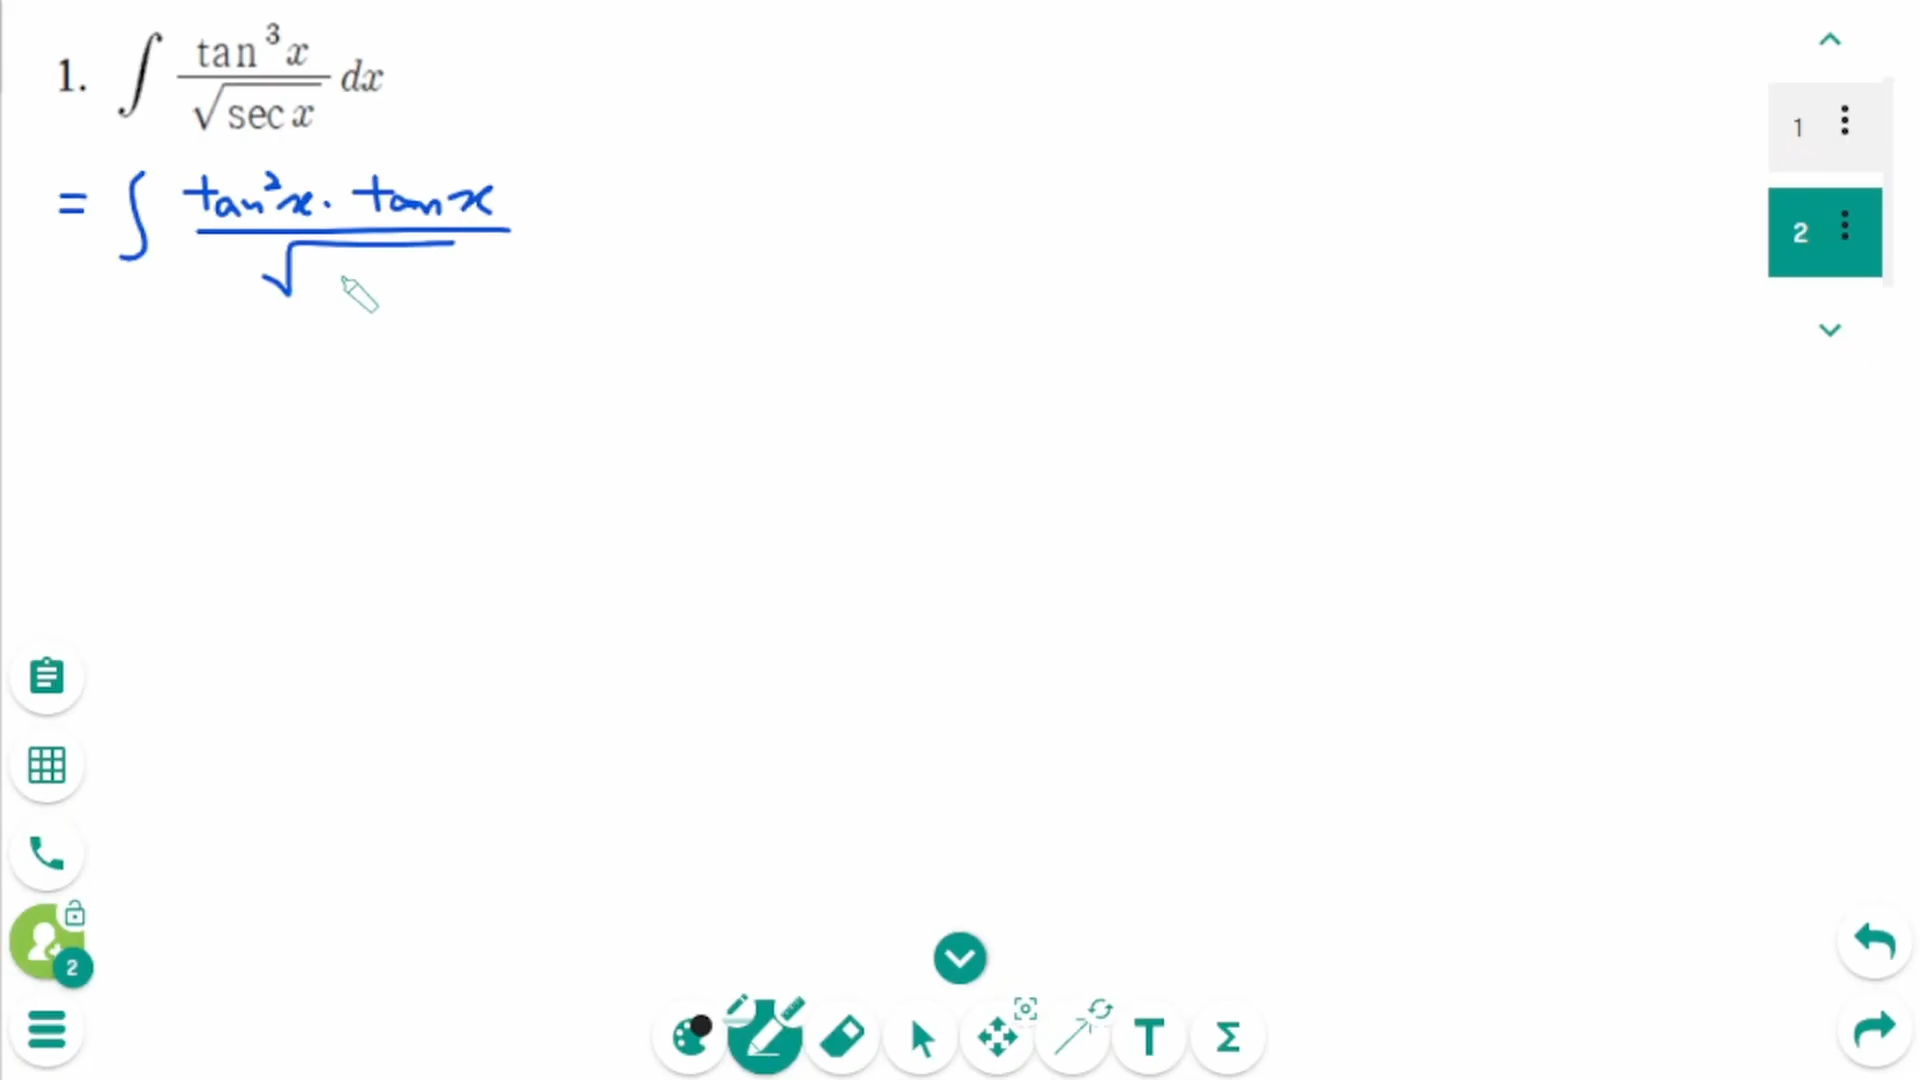 1. ∫ tan³x / √sec x dx
= ∫ tan²x · tan x / √
1
2
2
T
Σ